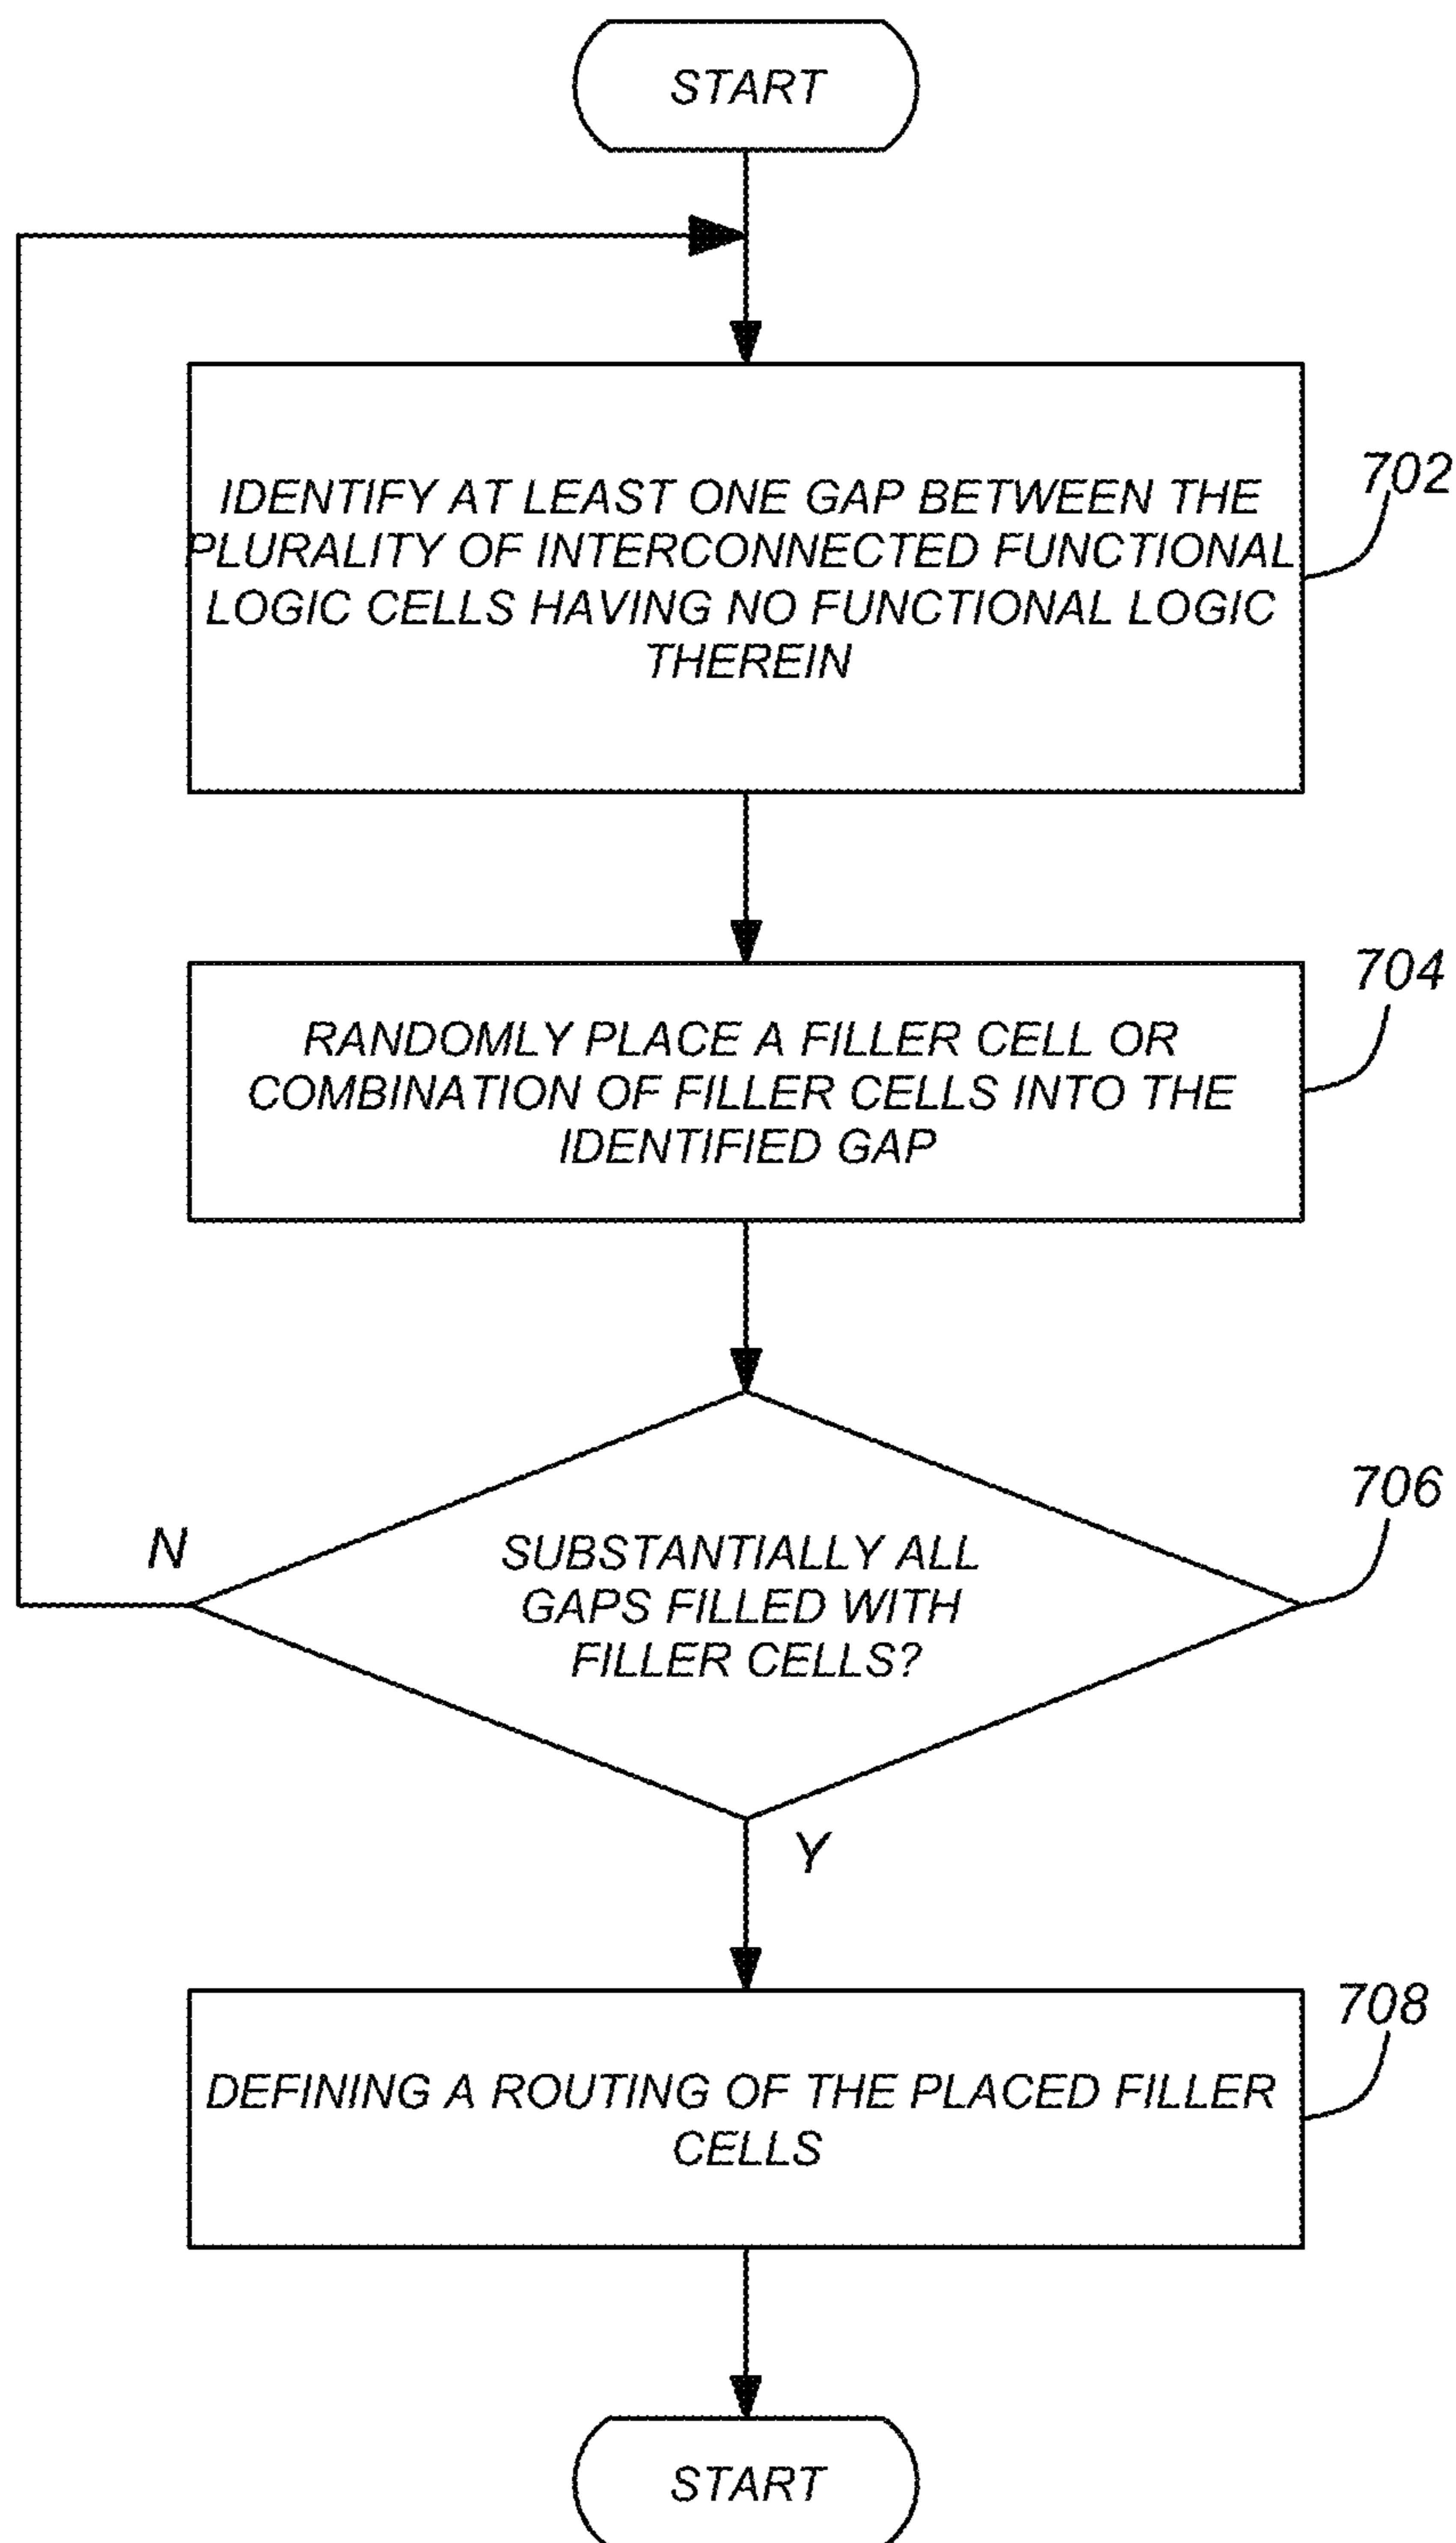 START
IDENTIFY AT LEAST ONE GAP BETWEEN THE
PLURALITY OF INTERCONNECTED FUNCTIONAL
LOGIC CELLS HAVING NO FUNCTIONAL LOGIC
THEREIN
702
RANDOMLY PLACE A FILLER CELL OR
COMBINATION OF FILLER CELLS INTO THE
IDENTIFIED GAP
704
SUBSTANTIALLY ALL
GAPS FILLED WITH
FILLER CELLS?
706
N
Y
DEFINING A ROUTING OF THE PLACED FILLER
CELLS
708
START